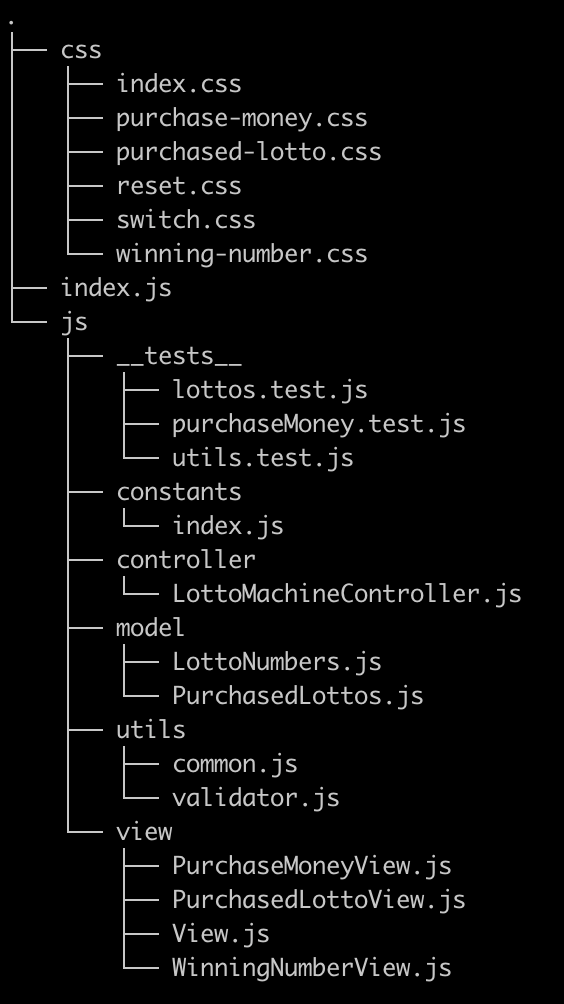 .
├── css
│   ├── index.css
│   ├── purchase-money.css
│   ├── purchased-lotto.css
│   ├── reset.css
│   ├── switch.css
│   └── winning-number.css
├── index.js
└── js
    ├── __tests__
    │   ├── lottos.test.js
    │   ├── purchaseMoney.test.js
    │   └── utils.test.js
    ├── constants
    │   └── index.js
    ├── controller
    │   └── LottoMachineController.js
    ├── model
    │   ├── LottoNumbers.js
    │   └── PurchasedLottos.js
    ├── utils
    │   ├── common.js
    │   └── validator.js
    └── view
        ├── PurchaseMoneyView.js
        ├── PurchasedLottoView.js
        ├── View.js
        └── WinningNumberView.js